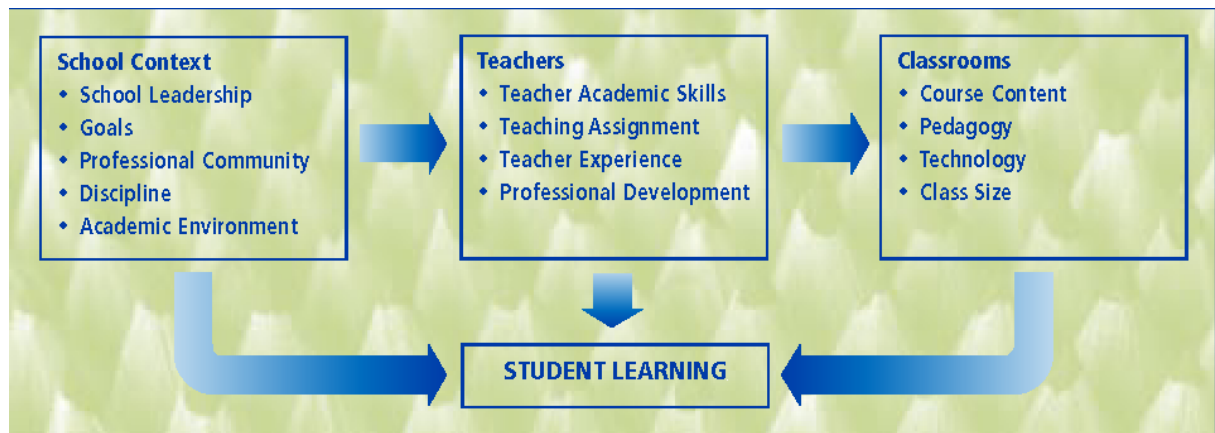 School Context
• School Leadership
• Goals
• Professional Community
• Discipline
• Academic Environment
Teachers
• Teacher Academic Skills
• Teaching Assignment
• Teacher Experience
• Professional Development
Classrooms
• Course Content
• Pedagogy
• Technology
• Class Size
STUDENT LEARNING